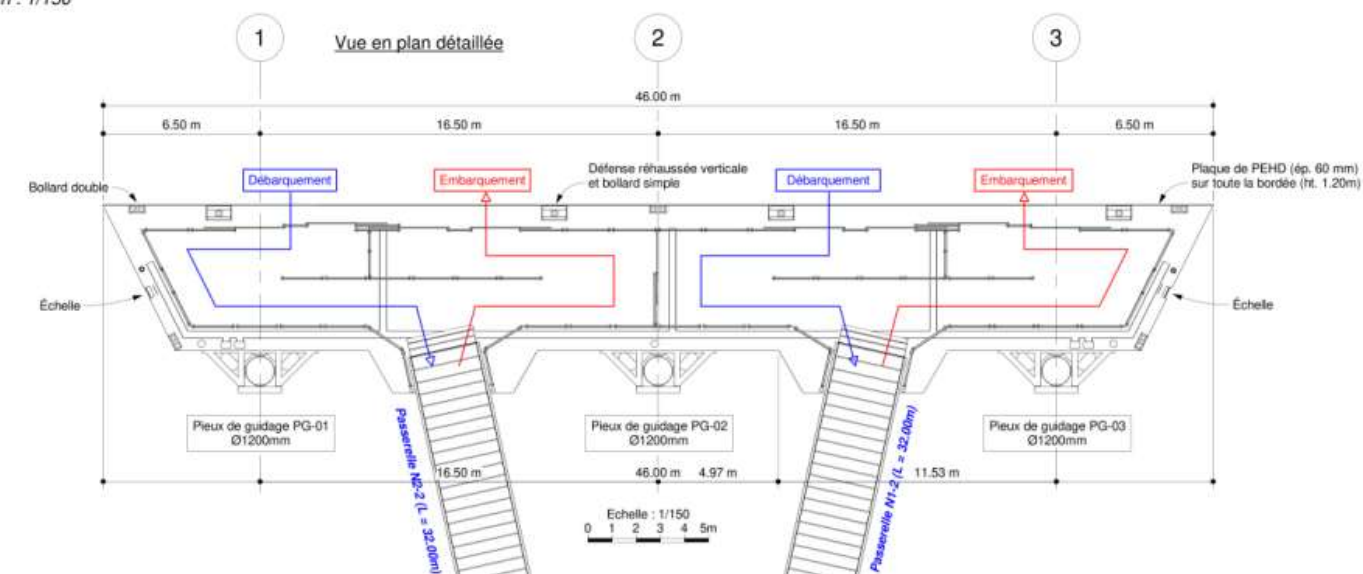 1/150
1
2
3
Vue en plan détaillée
46.00 m
6.50 m
16.50 m
16.50 m
6.50 m
Débarquement
Embarquement
Défense réhaussée verticale
et bollard simple
Débarquement
Embarquement
Plaque de PEHD (ép. 60 mm)
sur toute la bordée (ht. 1.20m)
Bollard double
Échelle
Échelle
Pieux de guidage PG-01
Ø1200mm
Pieux de guidage PG-02
Ø1200mm
Pieux de guidage PG-03
Ø1200mm
Passerelle N2-2 (L = 32.00m)
Passerelle N1-2 (L = 32.00m)
16.50 m
46.00 m
4.97 m
11.53 m
Echelle : 1/150
0 1 2 3 4 5m